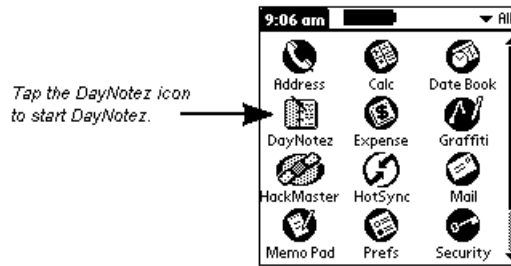 9:06 am
All
Address Calc Date Book
Tap the DayNotez icon
to start DayNotez.
DayNotez Expense Graffiti
HackMaster HotSync Mail
Memo Pad Prefs Security